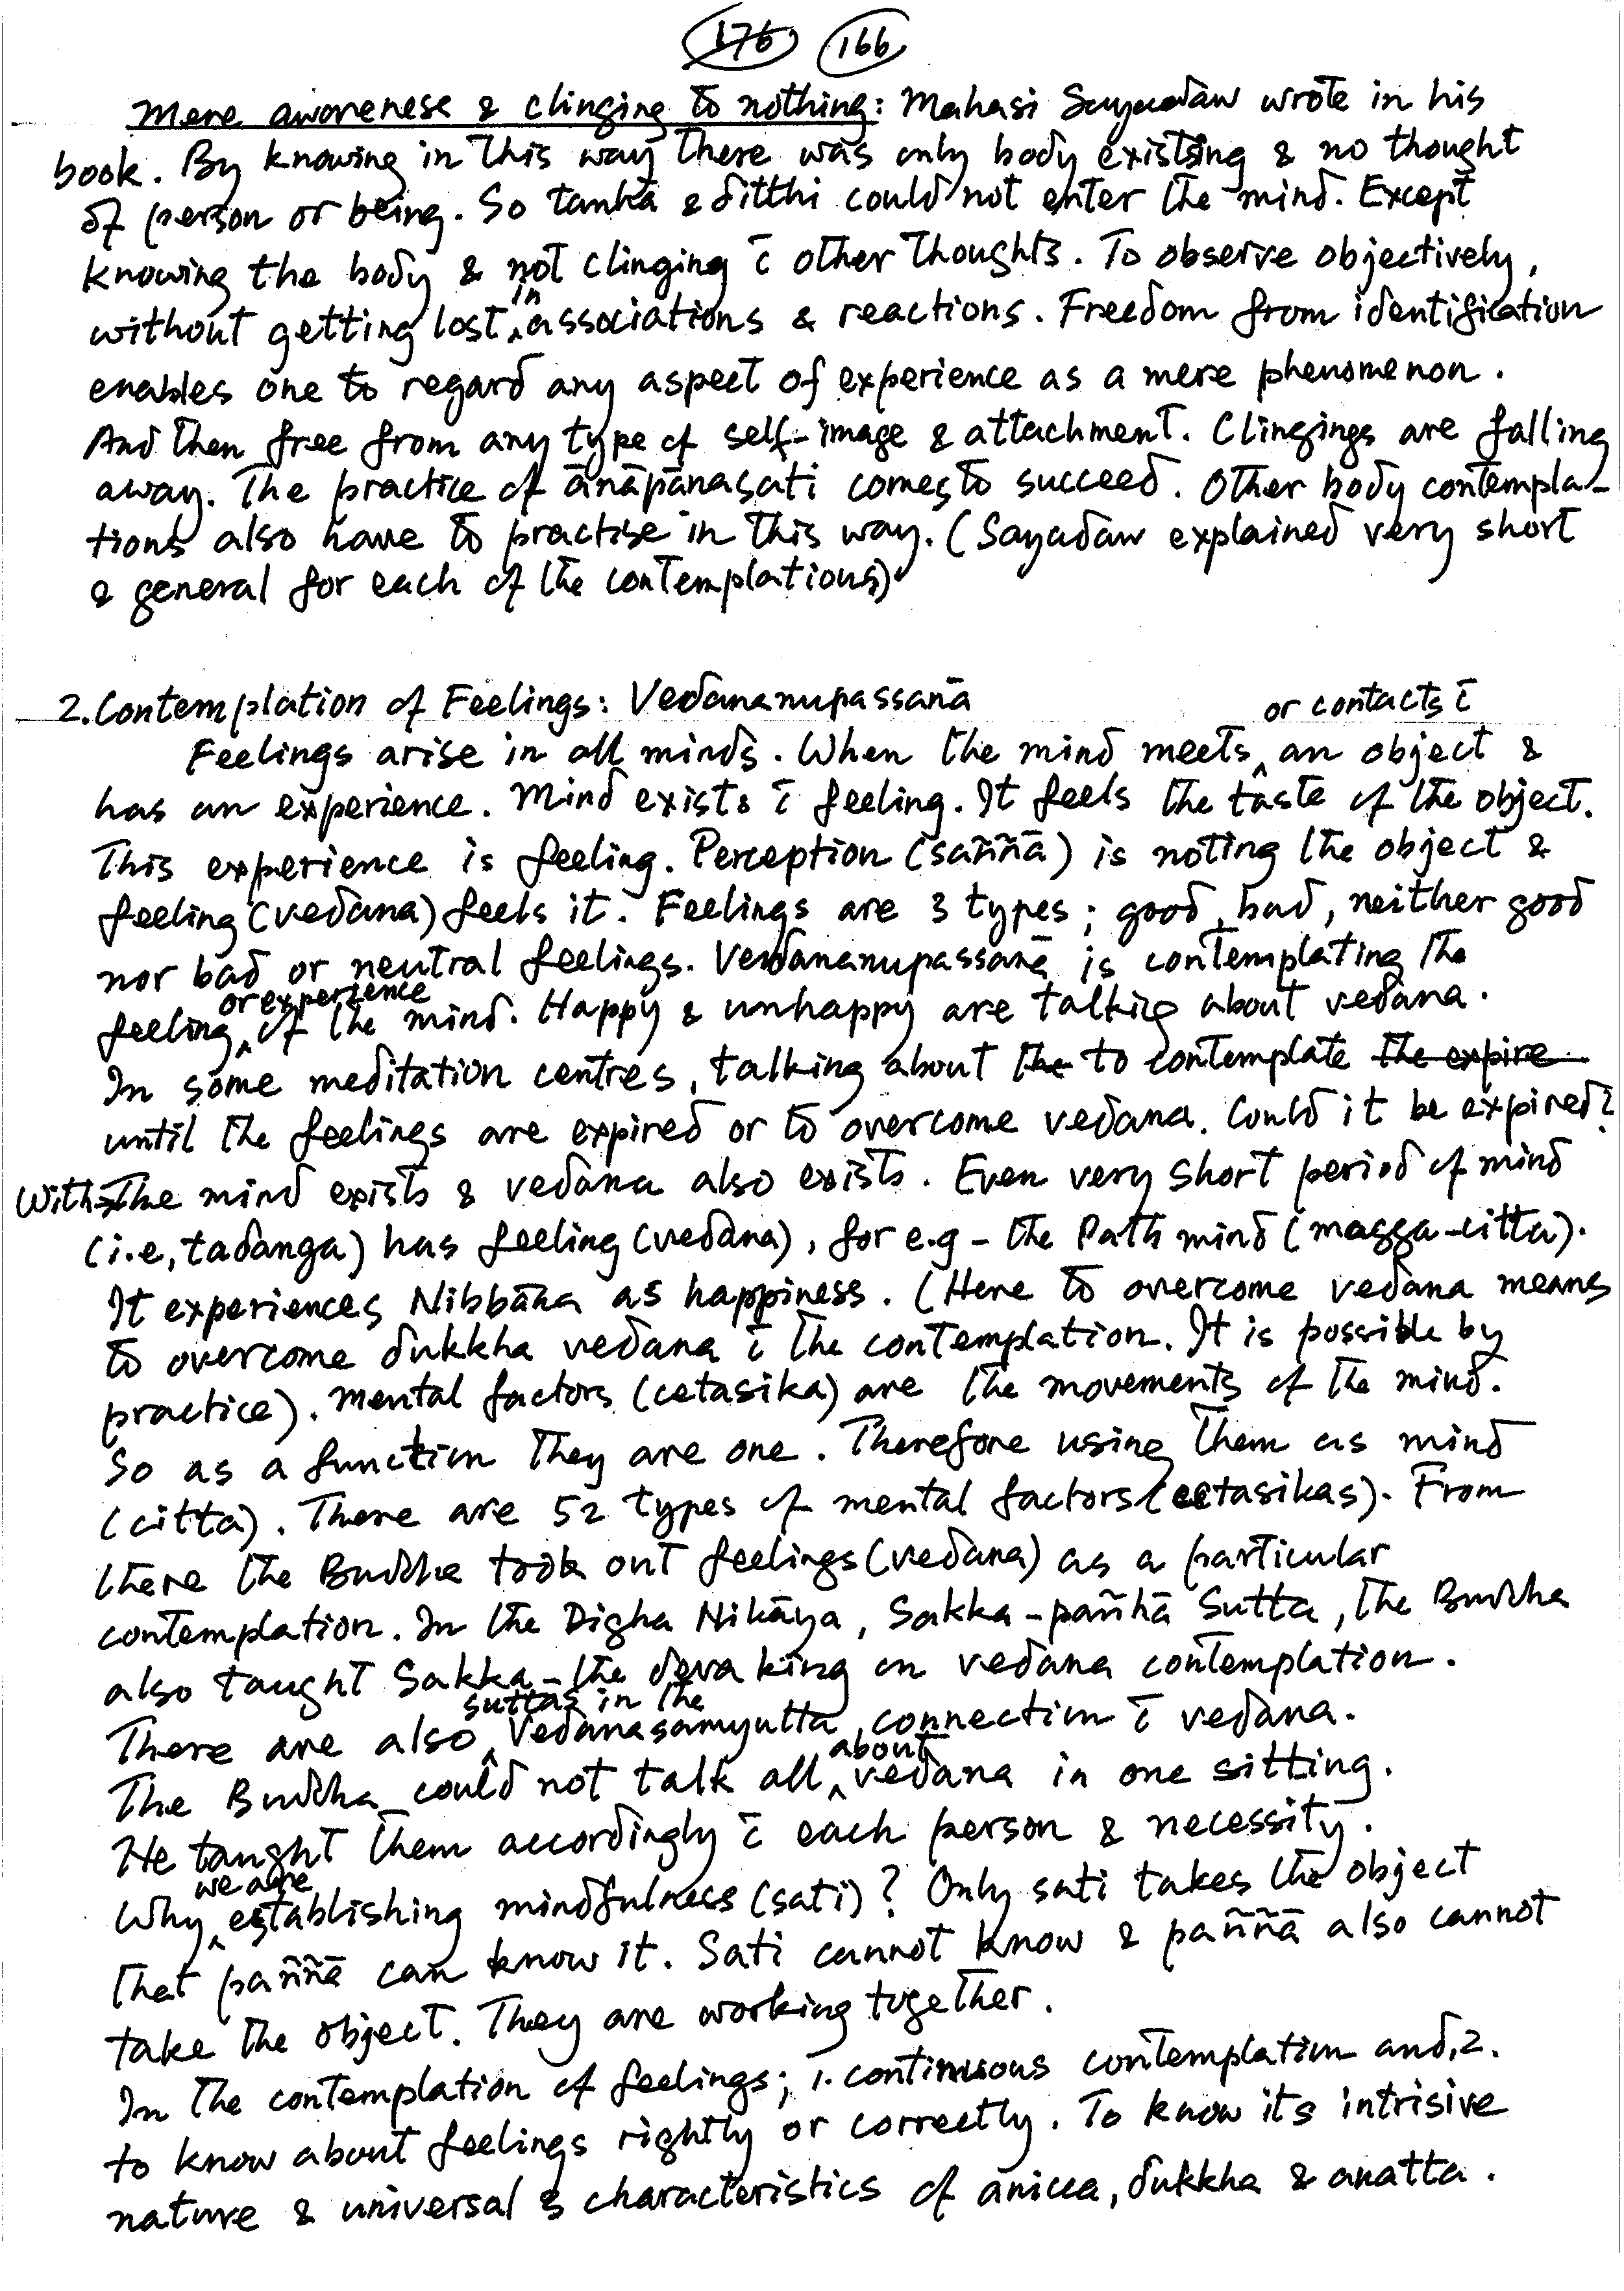 176 166
Mere awareness & clinging to nothing: Mahasi Sayadaw wrote in his
book. By knowing in this way there was only body existing & no thought
of person or being. So tanhā & ditthi could not enter the mind. Except
knowing the body & not clinging c̄ other thoughts. To observe objectively,
without getting lost in associations & reactions. Freedom from identification
enables one to regard any aspect of experience as a mere phenomenon.
And then free from any type of self-image & attachment. Clingings are falling
away. The practice of ānāpānasati comes to succeed. Other body contempla-
tions also have to practise in this way. (Sayadaw explained very short
& general for each of the contemplations)
2. Contemplation of Feelings: Vedananupassanā
Feelings arise in all minds. When the mind meets or contacts c̄ an object &
has an experience. Mind exists c̄ feeling. It feels the taste of the object.
This experience is feeling. Perception (saññā) is noting the object &
feeling (vedana) feels it. Feelings are 3 types; good, bad, neither good
nor bad or neutral feelings. Vedananupassanā is contemplating the
feeling or experience of the mind. Happy & unhappy are talking about vedana.
In some meditation centres, talking about the to contemplate the expire
until the feelings are expired or to overcome vedana. Could it be expired?
With the mind exists & vedana also exists. Even very short period of mind
(i.e, tadanga) has feeling (vedana), for e.g – the Path mind (magga-citta).
It experiences Nibbāna as happiness. (Here to overcome vedana means
to overcome dukkha vedana c̄ the contemplation. It is possible by
practice). Mental factors (cetasika) are the movements of the mind.
So as a function they are one. Therefore using them as mind
(citta). There are 52 types of mental factors (cetasikas). From
there the Buddha took out feelings (vedana) as a particular
contemplation. In the Digha Nikāya, Sakka-pañhā Sutta, the Buddha
also taught Sakka – the deva king on vedana contemplation.
There are also suttas in the Vedanasamyutta, connection c̄ vedana.
The Buddha could not talk all about vedana in one sitting.
He taught them accordingly c̄ each person & necessity.
Why we are establishing mindfulness (sati)? Only sati takes the object
that paññā can know it. Sati cannot know & paññā also cannot
take the object. They are working together.
In the contemplation of feelings; 1. continuous contemplation and, 2.
to know about feelings rightly or correctly. To know its intrisive
nature & universal characteristics of anicca, dukkha & anatta.